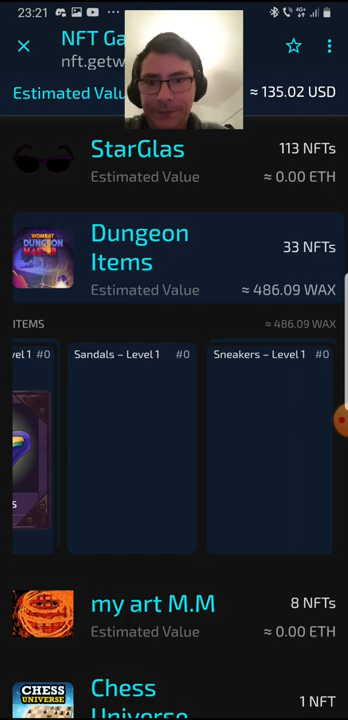 23:21
4G+
NFT Ga
nft.getw
Estimated Valu
≈ 135.02 USD
StarGlas
113 NFTs
Estimated Value
≈ 0.00 ETH
WOMBAT
DUNGEON
MASTER
Dungeon
Items
33 NFTs
Estimated Value
≈ 486.09 WAX
ITEMS
≈ 486.09 WAX
vel 1 #0
Sandals – Level 1 #0
Sneakers – Level 1 #0
s
my art M.M
8 NFTs
Estimated Value
≈ 0.00 ETH
CHESS
UNIVERSE
Chess
Universe
1 NFT